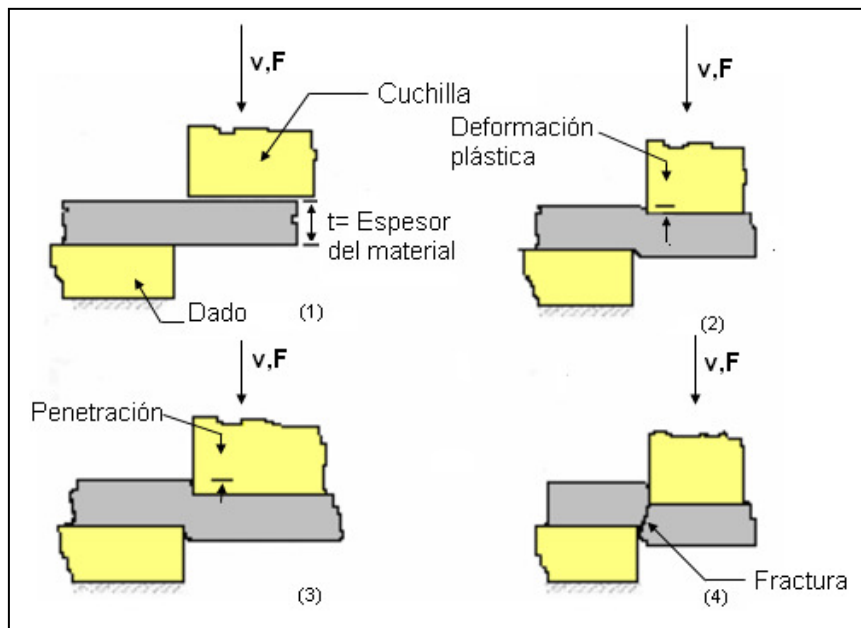 v,F
Cuchilla
t= Espesor
del material
Dado
(1)
v,F
Deformación
plástica
(2)
v,F
Penetración
(3)
v,F
Fractura
(4)